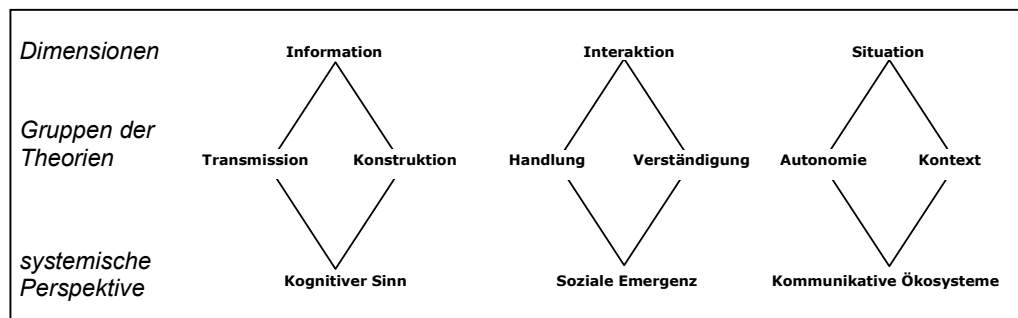 Dimensionen Information Interaktion Situation
Gruppen der
Theorien Transmission Konstruktion Handlung Verständigung Autonomie Kontext
systemische
Perspektive Kognitiver Sinn Soziale Emergenz Kommunikative Ökosysteme